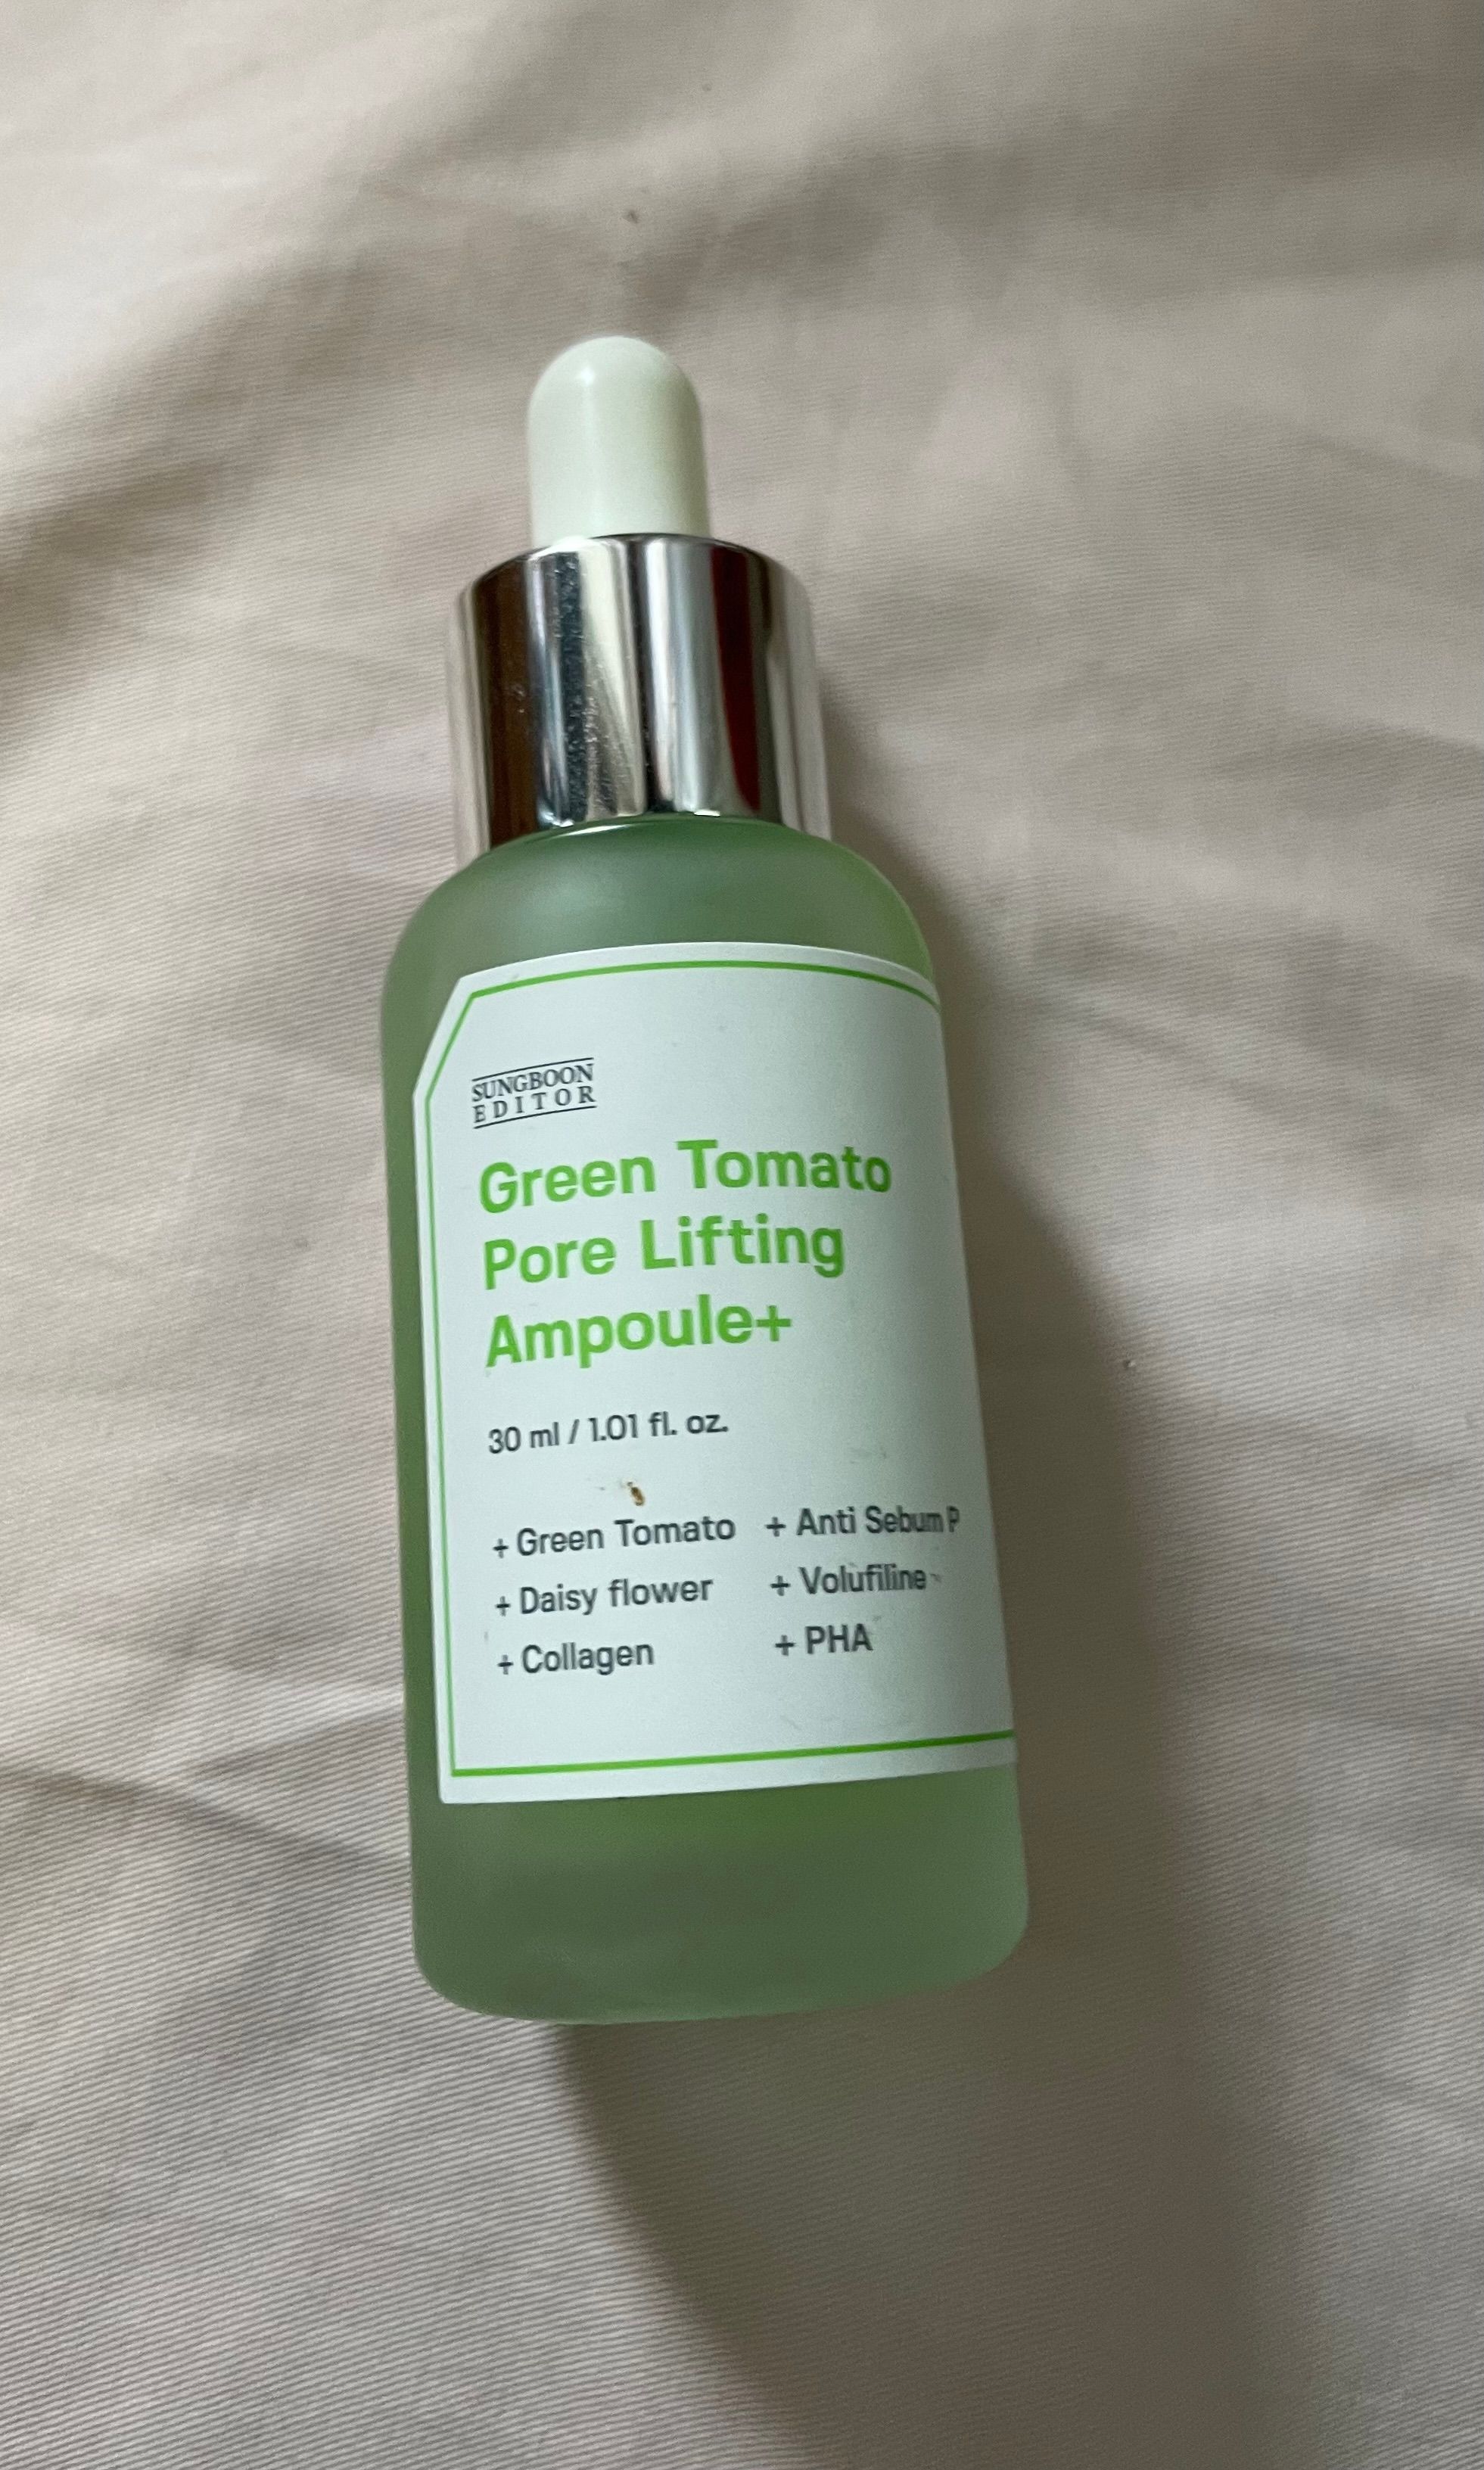 SUNGBOON
EDITOR
Green Tomato
Pore Lifting
Ampoule+
30 ml / 1.01 fl. oz.
+ Green Tomato + Anti Sebum P
+ Daisy flower + Volufiline
+ Collagen + PHA